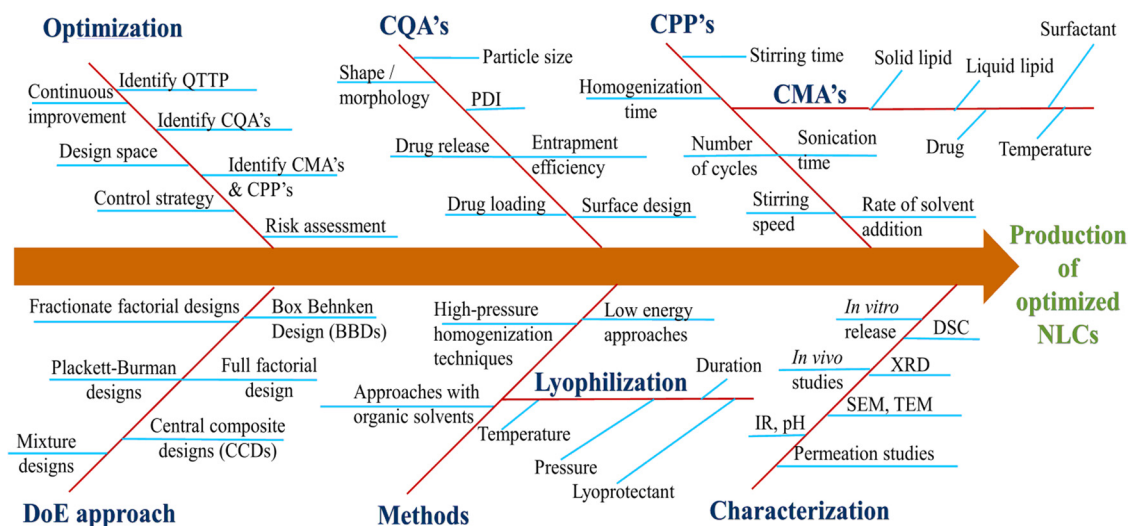 Optimization
Identify QTTP
Continuous
improvement
Identify CQA's
Design space
Identify CMA's
& CPP's
Control strategy
Risk assessment
CQA's
Particle size
Shape /
morphology
PDI
Drug release
Entrapment
efficiency
Drug loading
Surface design
CPP's
Stirring time
Homogenization
time
CMA's
Solid lipid
Liquid lipid
Surfactant
Drug
Temperature
Number
of cycles
Sonication
time
Stirring
speed
Rate of solvent
addition
Production
of
optimized
NLCs
Fractionate factorial designs
Box Behnken
Design (BBDs)
Plackett-Burman
designs
Full factorial
design
Mixture
designs
Central composite
designs (CCDs)
DoE approach
High-pressure
homogenization
techniques
Low energy
approaches
Approaches with
organic solvents
Lyophilization
Duration
Temperature
Pressure
Lyoprotectant
Methods
In vitro
release
DSC
In vivo
studies
XRD
SEM, TEM
IR, pH
Permeation studies
Characterization